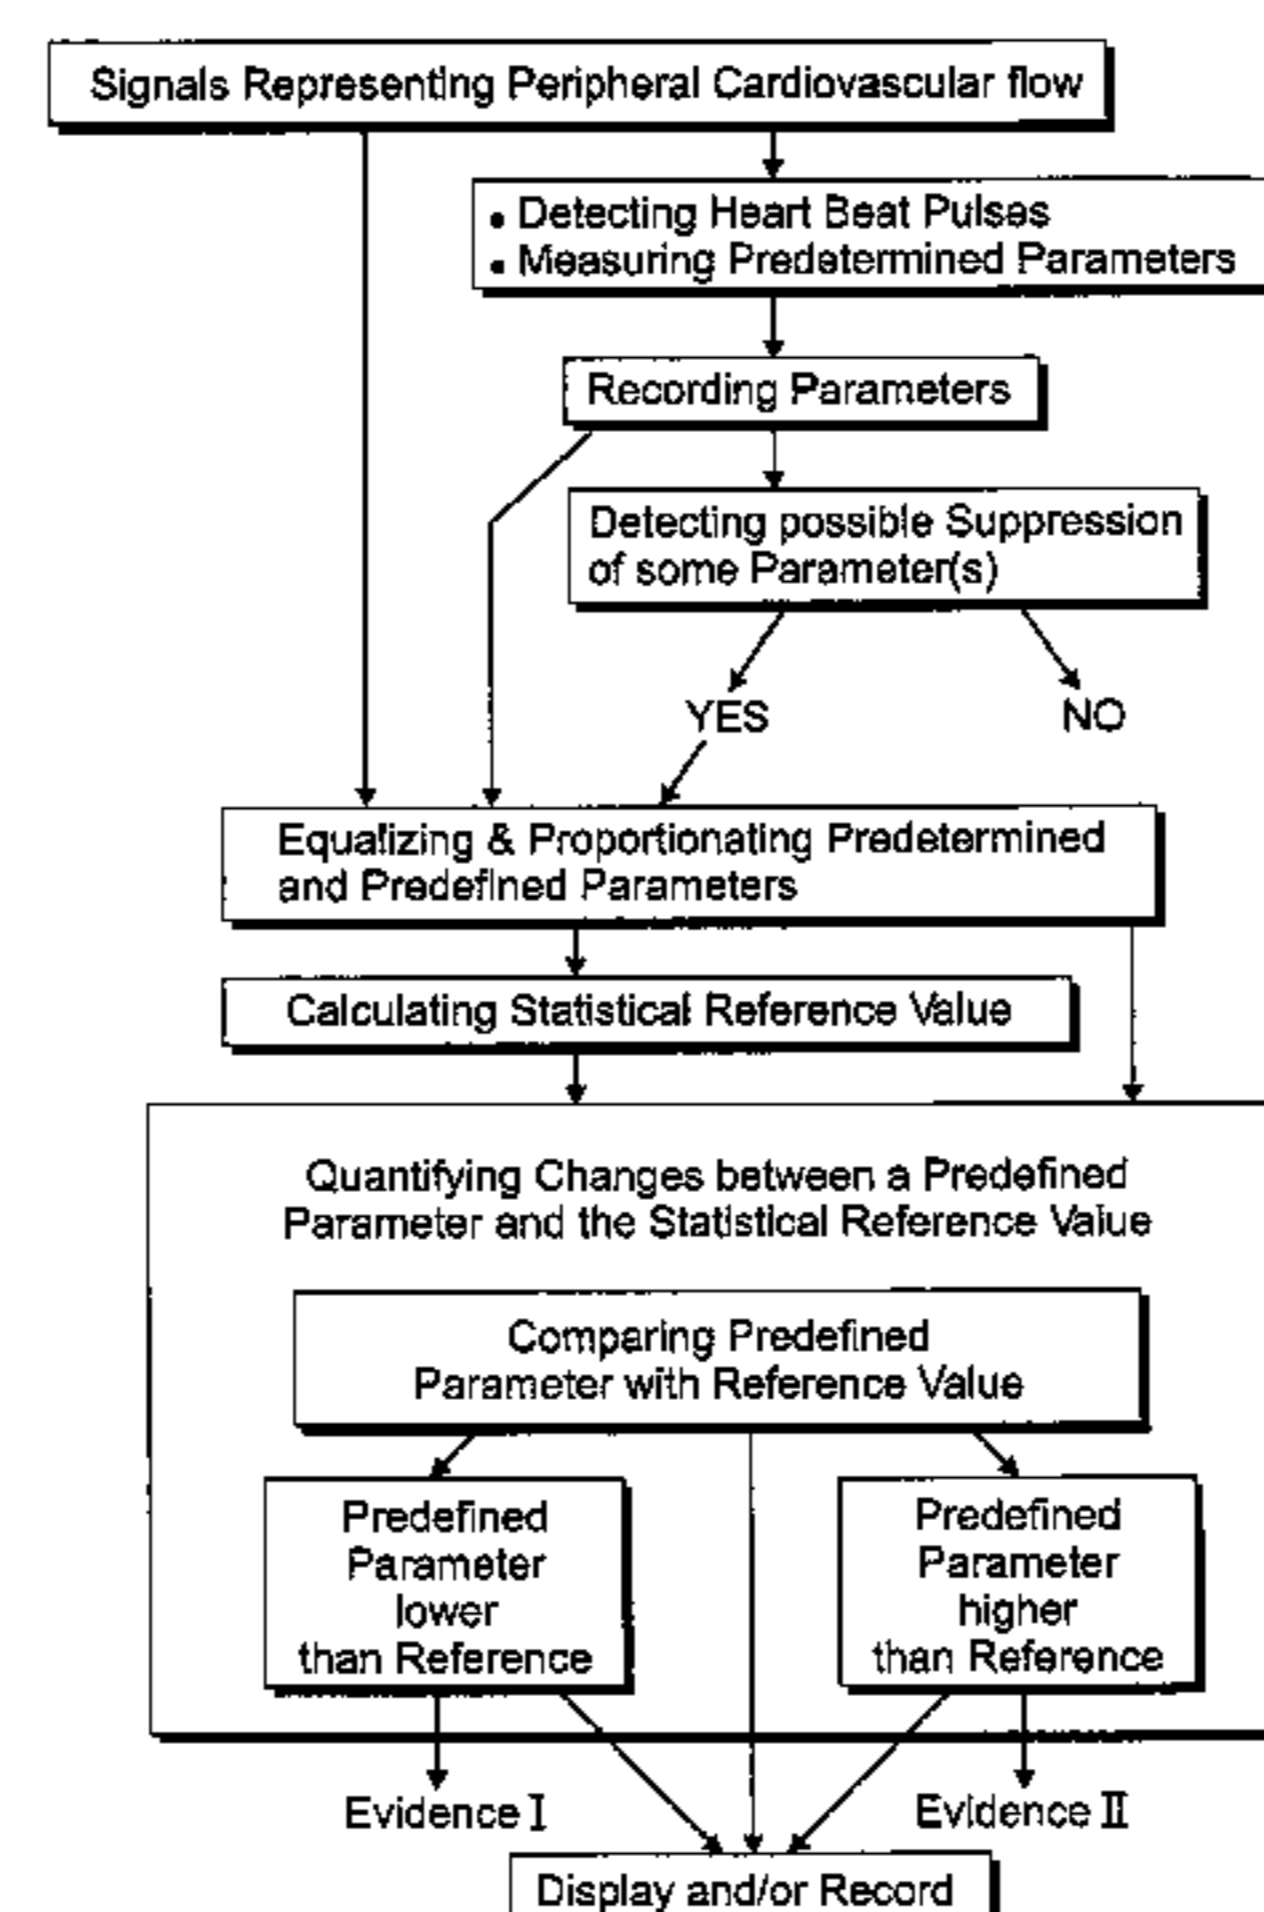 Signals Representing Peripheral Cardiovascular flow
• Detecting Heart Beat Pulses
• Measuring Predetermined Parameters
Recording Parameters
Detecting possible Suppression
of some Parameter(s)
YES
NO
Equalizing & Proportionating Predetermined
and Predefined Parameters
Calculating Statistical Reference Value
Quantifying Changes between a Predefined
Parameter and the Statistical Reference Value
Comparing Predefined
Parameter with Reference Value
Predefined
Parameter
lower
than Reference
Predefined
Parameter
higher
than Reference
Evidence I
Evidence II
Display and/or Record